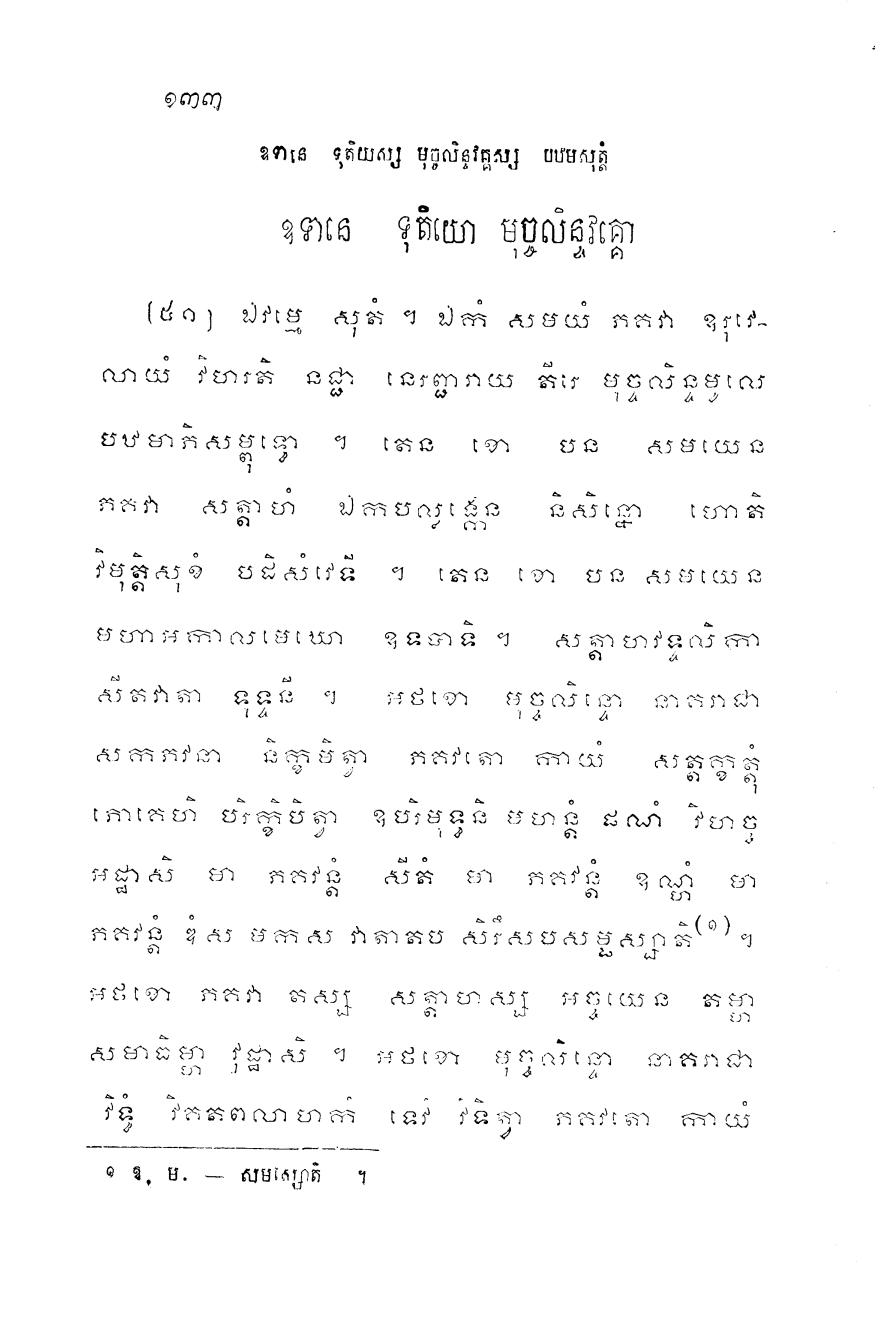 ១៣៣
ឧទានេ ទុតិយស្ស មុច្ចលិន្ទវគ្គស្ស បឋមសុត្តំ
ឧទានេ ទុតិយោ មុច្ចលិន្ទវគ្គោ
(៥១) ឯវម្មេ សុតំ ។ ឯកំ សមយំ ភគវា ឧរុវេ-
លាយំ វិហរតិ នជ្ជា នេរញ្ជរាយ តីរេ មុច្ចលិន្ទមូលេ
បឋមាភិសម្ពុទ្ធោ ។ តេន ខោ បន សមយេន
ភគវា សត្តាហំ ឯកបល្លង្កេន និសិន្នោ ហោតិ
វិមុត្តិសុខំ បដិសំវេទី ។ តេន ខោ បន សមយេន
មហាអកាលមេឃោ ឧទបាទិ ។ សត្តាហវទ្ទលិកា
សីតវាតា ទុទ្ទនី ។ អថខោ មុច្ចលិន្ទោ នាគរាជា
សកភវនា និក្ខមិត្វា ភគវតោ កាយំ សត្តក្ខត្តុំ
ភោគេហិ បរិក្ខិបិត្វា ឧបរិមុទ្ធនិ មហន្តំ ផណំ វិហច្ច
អដ្ឋាសិ មា ភគវន្តំ សីតំ មា ភគវន្តំ ឧណ្ហំ មា
ភគវន្តំ ឌំស មកស វាតាតប សិរឹសបសម្ផស្សាតិ(១) ។
អថខោ ភគវា តស្ស សត្តាហស្ស អច្ចយេន តម្ហា
សមាធិម្ហា វុដ្ឋាសិ ។ អថខោ មុច្ចលិន្ទោ នាគរាជា
វិទ្ធំ វិគតពលាហកំ ទេវំ វិទិត្វា ភគវតោ កាយំ
១ ឧ, ម. — សមស្សោតិ ។